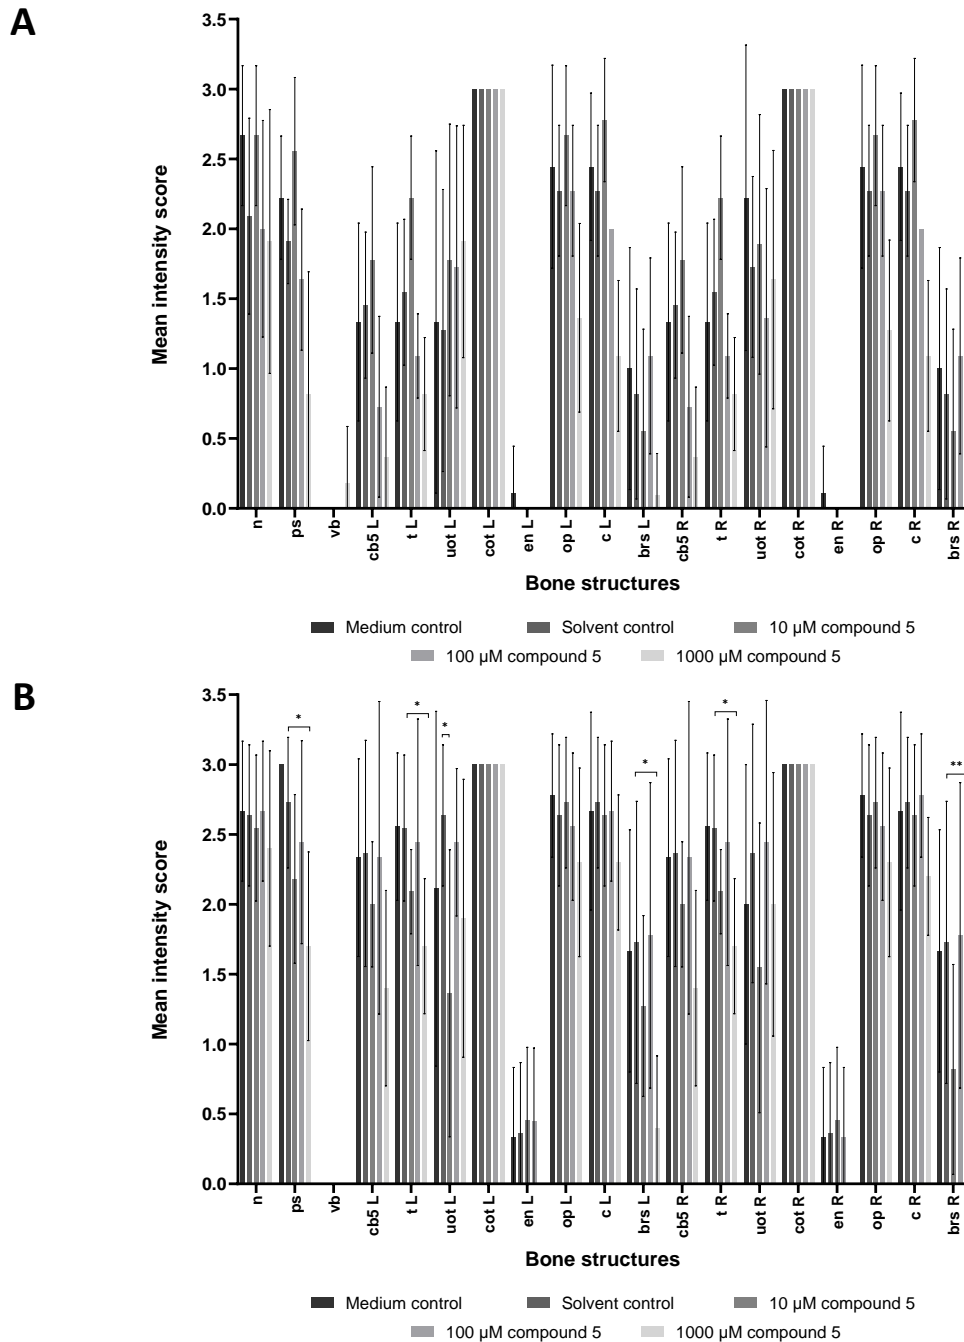 A
3.5
3.0
2.5
2.0
1.5
1.0
0.5
0.0
Mean intensity score
n ps vb cb5 L t L uot L cot L en L op L c L brs L cb5 R t R uot R cot R en R op R c R brs R
Bone structures
Medium control Solvent control 10 µM compound 5
100 µM compound 5 1000 µM compound 5
B
3.5
3.0
2.5
2.0
1.5
1.0
0.5
0.0
Mean intensity score
* * * * * **
n ps vb cb5 L t L uot L cot L en L op L c L brs L cb5 R t R uot R cot R en R op R c R brs R
Bone structures
Medium control Solvent control 10 µM compound 5
100 µM compound 5 1000 µM compound 5